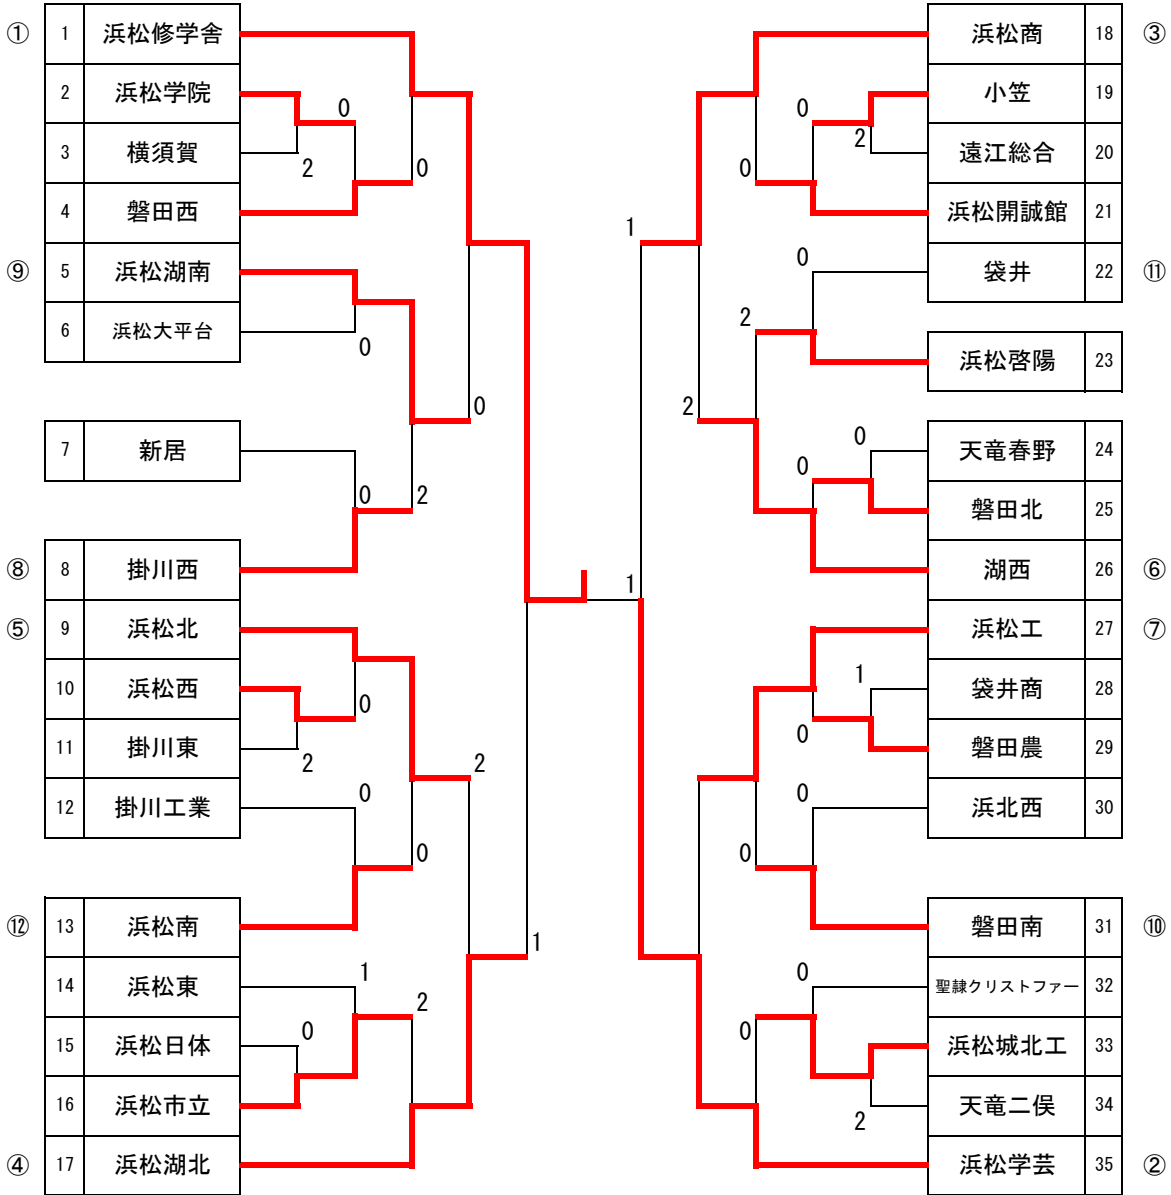 ① 1 浜松修学舎
2 浜松学院
0
3 横須賀
2
0
4 磐田西
⑨ 5 浜松湖南
6 浜松大平台
0
0
7 新居
0 2
⑧ 8 掛川西
⑤ 9 浜松北
10 浜松西
0
11 掛川東
2
2
12 掛川工業
0
0
⑫ 13 浜松南
1
14 浜松東
1
2
15 浜松日体
0
16 浜松市立
④ 17 浜松湖北
浜松商 18 ③
小笠 19
0
2
遠江総合 20
0
浜松開誠館 21
1
0
袋井 22 ⑪
2
浜松啓陽 23
2
0
天竜春野 24
0
磐田北 25
湖西 26 ⑥
1
浜松工 27 ⑦
1
袋井商 28
0
磐田農 29
0
浜北西 30
0
磐田南 31 ⑩
0
聖隷クリストファー 32
0
浜松城北工 33
天竜二俣 34
2
浜松学芸 35 ②